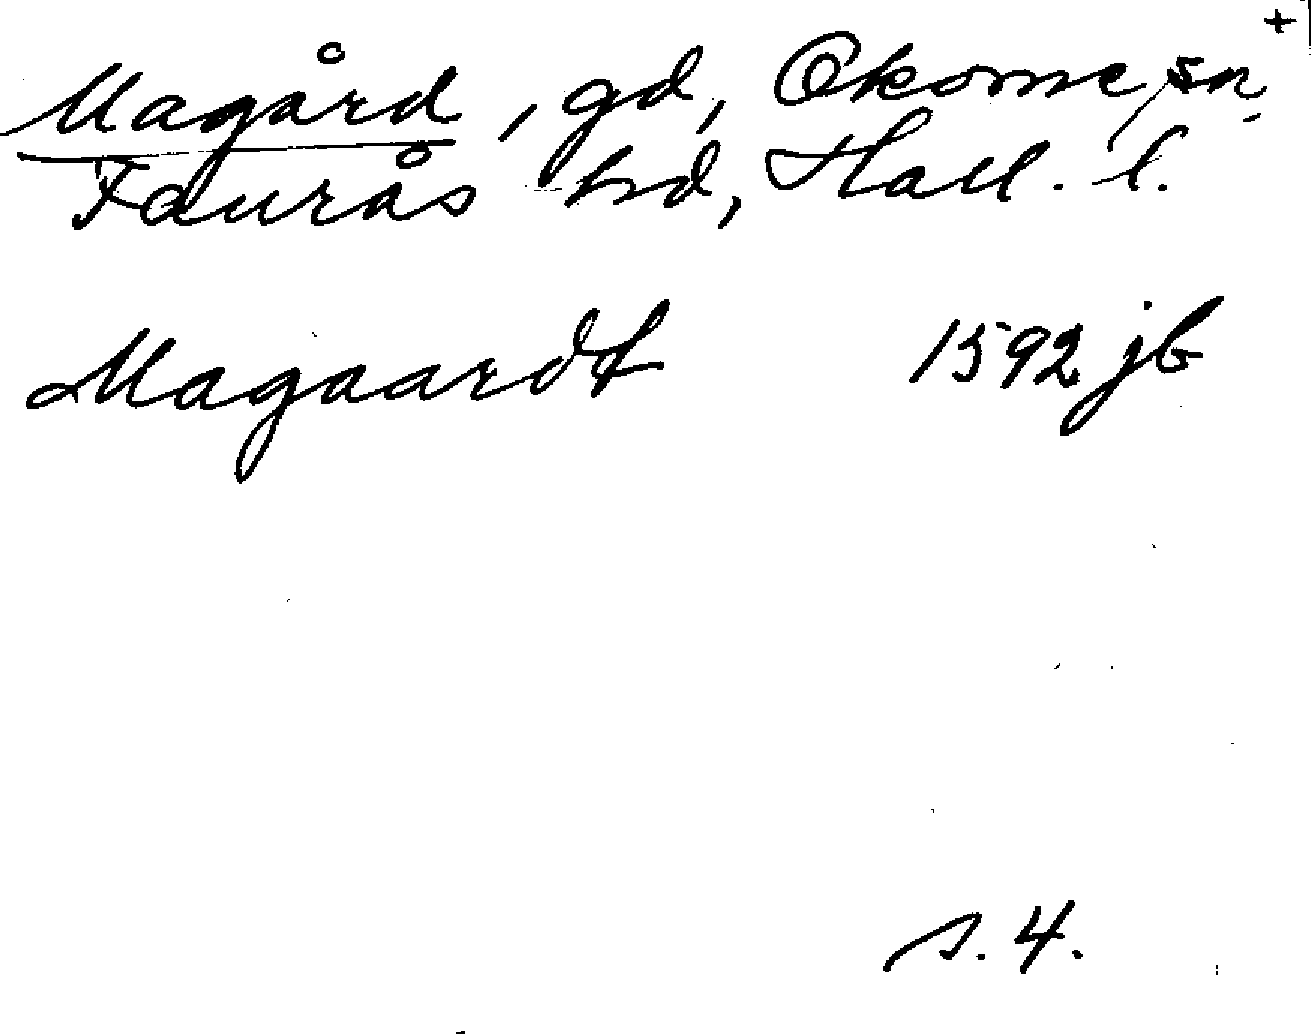 +
Magård, gd, Okome sn.
Faurås hd, Hall. l.
Magaardt 1592 jb
s. 4.